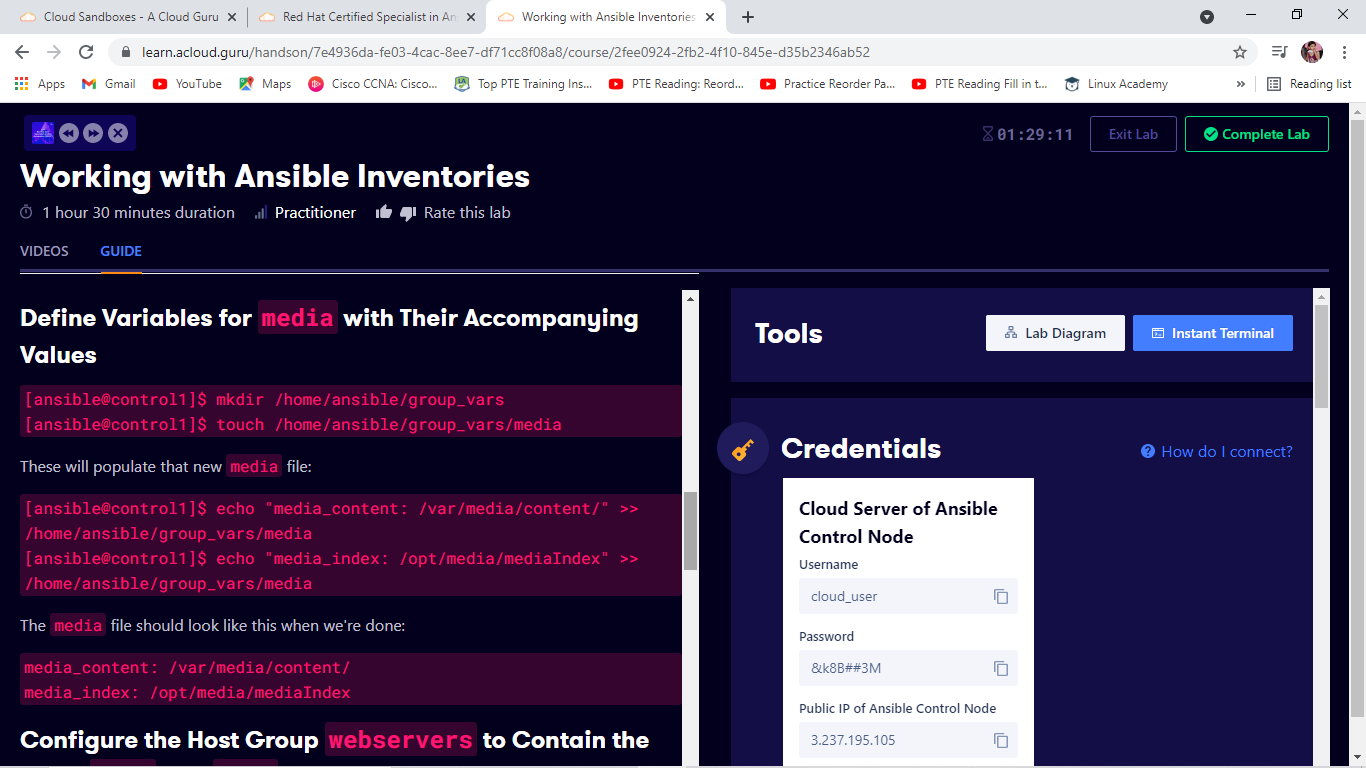 Cloud Sandboxes - A Cloud Guru
Red Hat Certified Specialist in An
Working with Ansible Inventories
learn.acloud.guru/handson/7e4936da-fe03-4cac-8ee7-df71cc8f08a8/course/2fee0924-2fb2-4f10-845e-d35b2346ab52
Apps Gmail YouTube Maps Cisco CCNA: Cisco... Top PTE Training Ins... PTE Reading: Reord... Practice Reorder Pa... PTE Reading Fill in t... Linux Academy » Reading list
01:29:11 Exit Lab Complete Lab
Working with Ansible Inventories
1 hour 30 minutes duration Practitioner Rate this lab
VIDEOS GUIDE
Define Variables for media with Their Accompanying
Values
[ansible@control1]$ mkdir /home/ansible/group_vars
[ansible@control1]$ touch /home/ansible/group_vars/media
These will populate that new media file:
[ansible@control1]$ echo "media_content: /var/media/content/" >>
/home/ansible/group_vars/media
[ansible@control1]$ echo "media_index: /opt/media/mediaIndex" >>
/home/ansible/group_vars/media
The media file should look like this when we're done:
media_content: /var/media/content/
media_index: /opt/media/mediaIndex
Configure the Host Group webservers to Contain the
Tools
Lab Diagram
Instant Terminal
Credentials
How do I connect?
Cloud Server of Ansible
Control Node
Username
cloud_user
Password
&k8B##3M
Public IP of Ansible Control Node
3.237.195.105